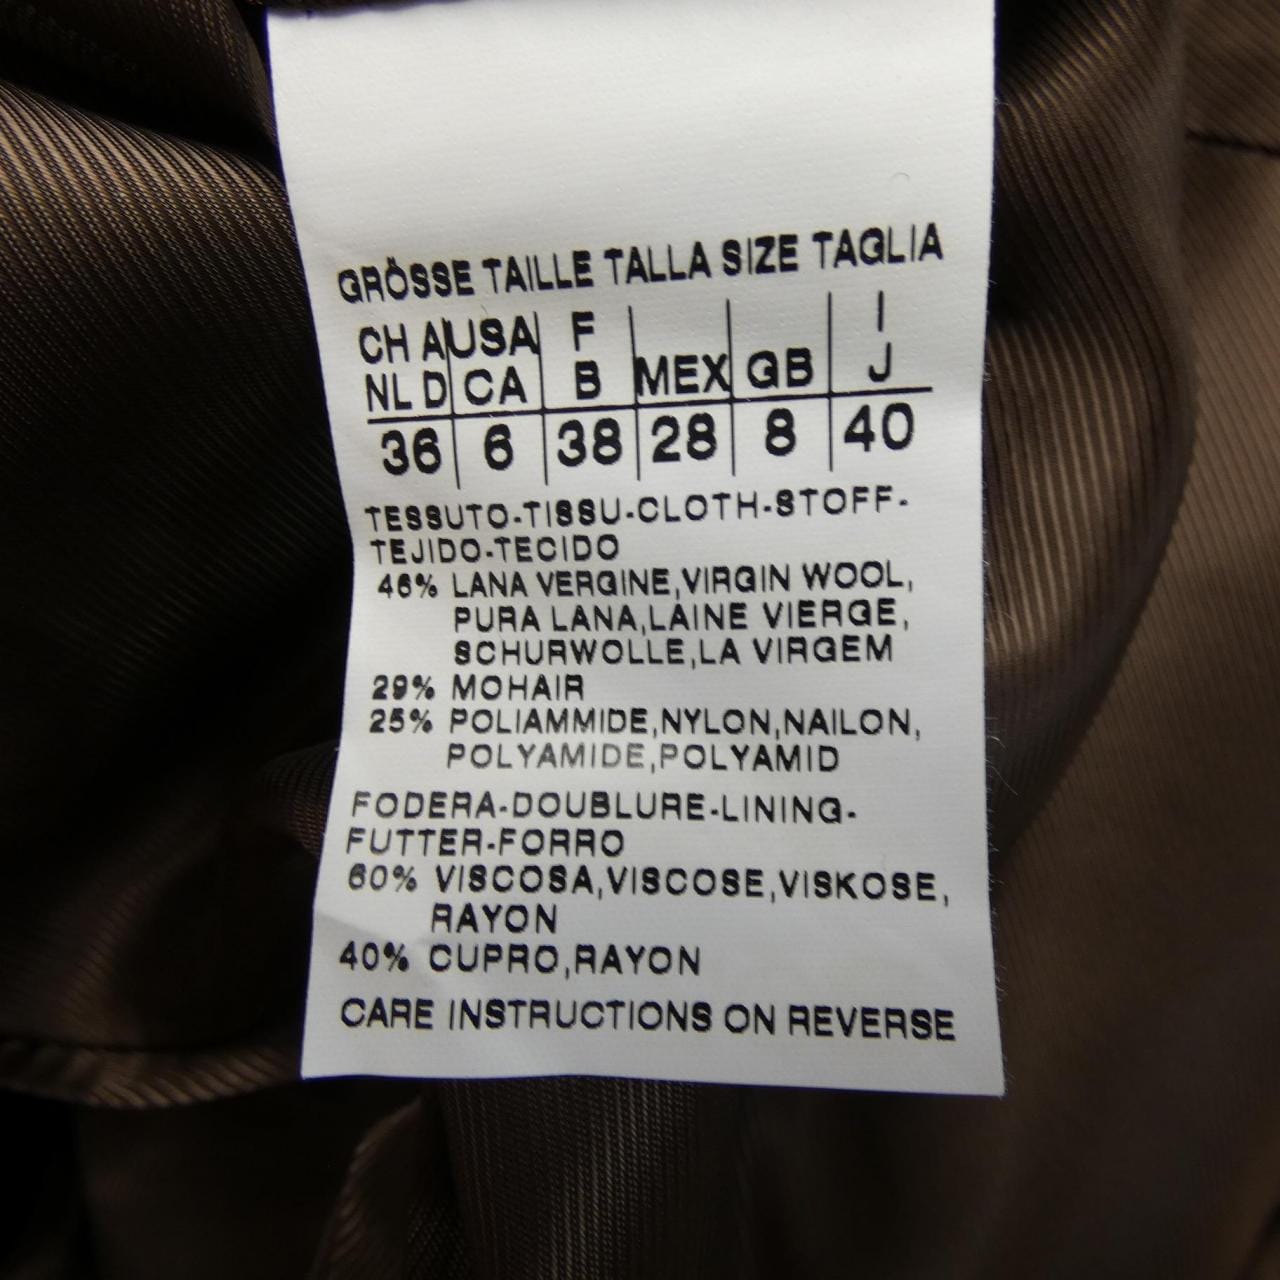 GRÖSSE TAILLE TALLA SIZE TAGLIA
CH A USA F I
NL D CA B MEX GB J
36 6 38 28 8 40
TESSUTO-TISSU-CLOTH-STOFF-
TEJIDO-TECIDO
46% LANA VERGINE,VIRGIN WOOL,
PURA LANA,LAINE VIERGE,
SCHURWOLLE,LA VIRGEM
29% MOHAIR
25% POLIAMMIDE,NYLON,NAILON,
POLYAMIDE,POLYAMID
FODERA-DOUBLURE-LINING-
FUTTER-FORRO
60% VISCOSA,VISCOSE,VISKOSE,
RAYON
40% CUPRO,RAYON
CARE INSTRUCTIONS ON REVERSE